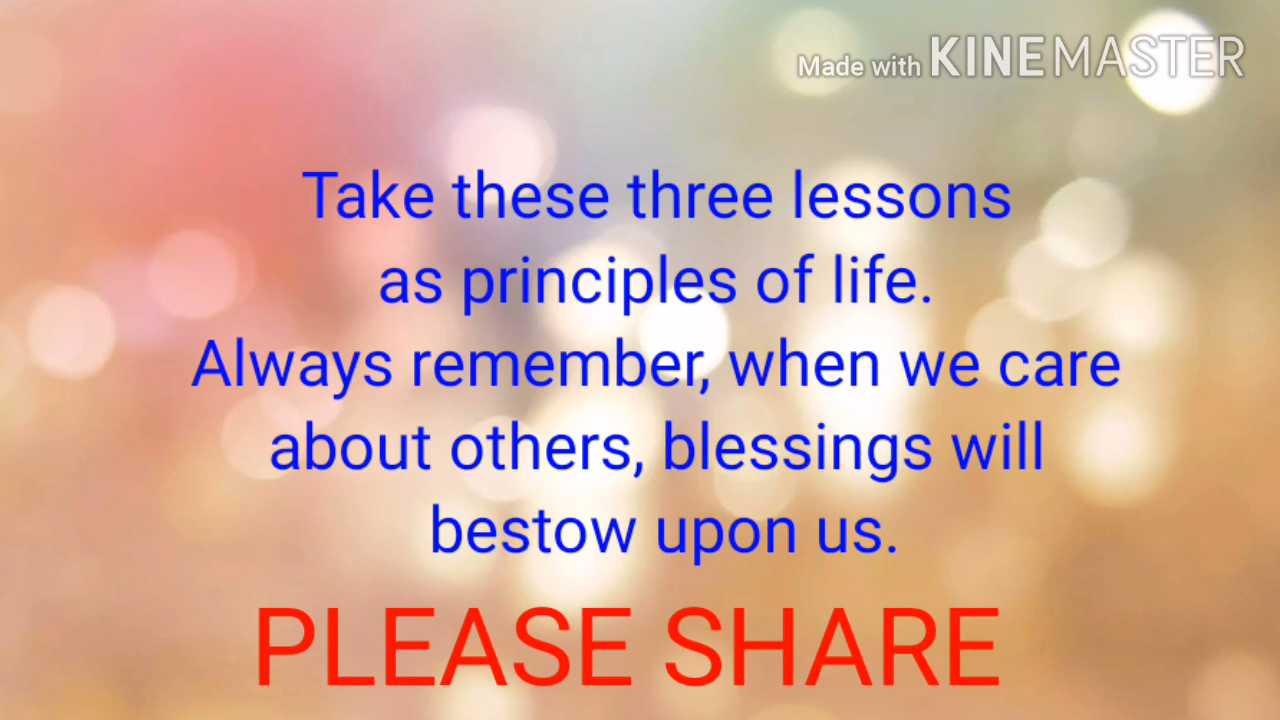 Made with KINEMASTER
Take these three lessons
as principles of life.
Always remember, when we care
about others, blessings will
bestow upon us.
PLEASE SHARE